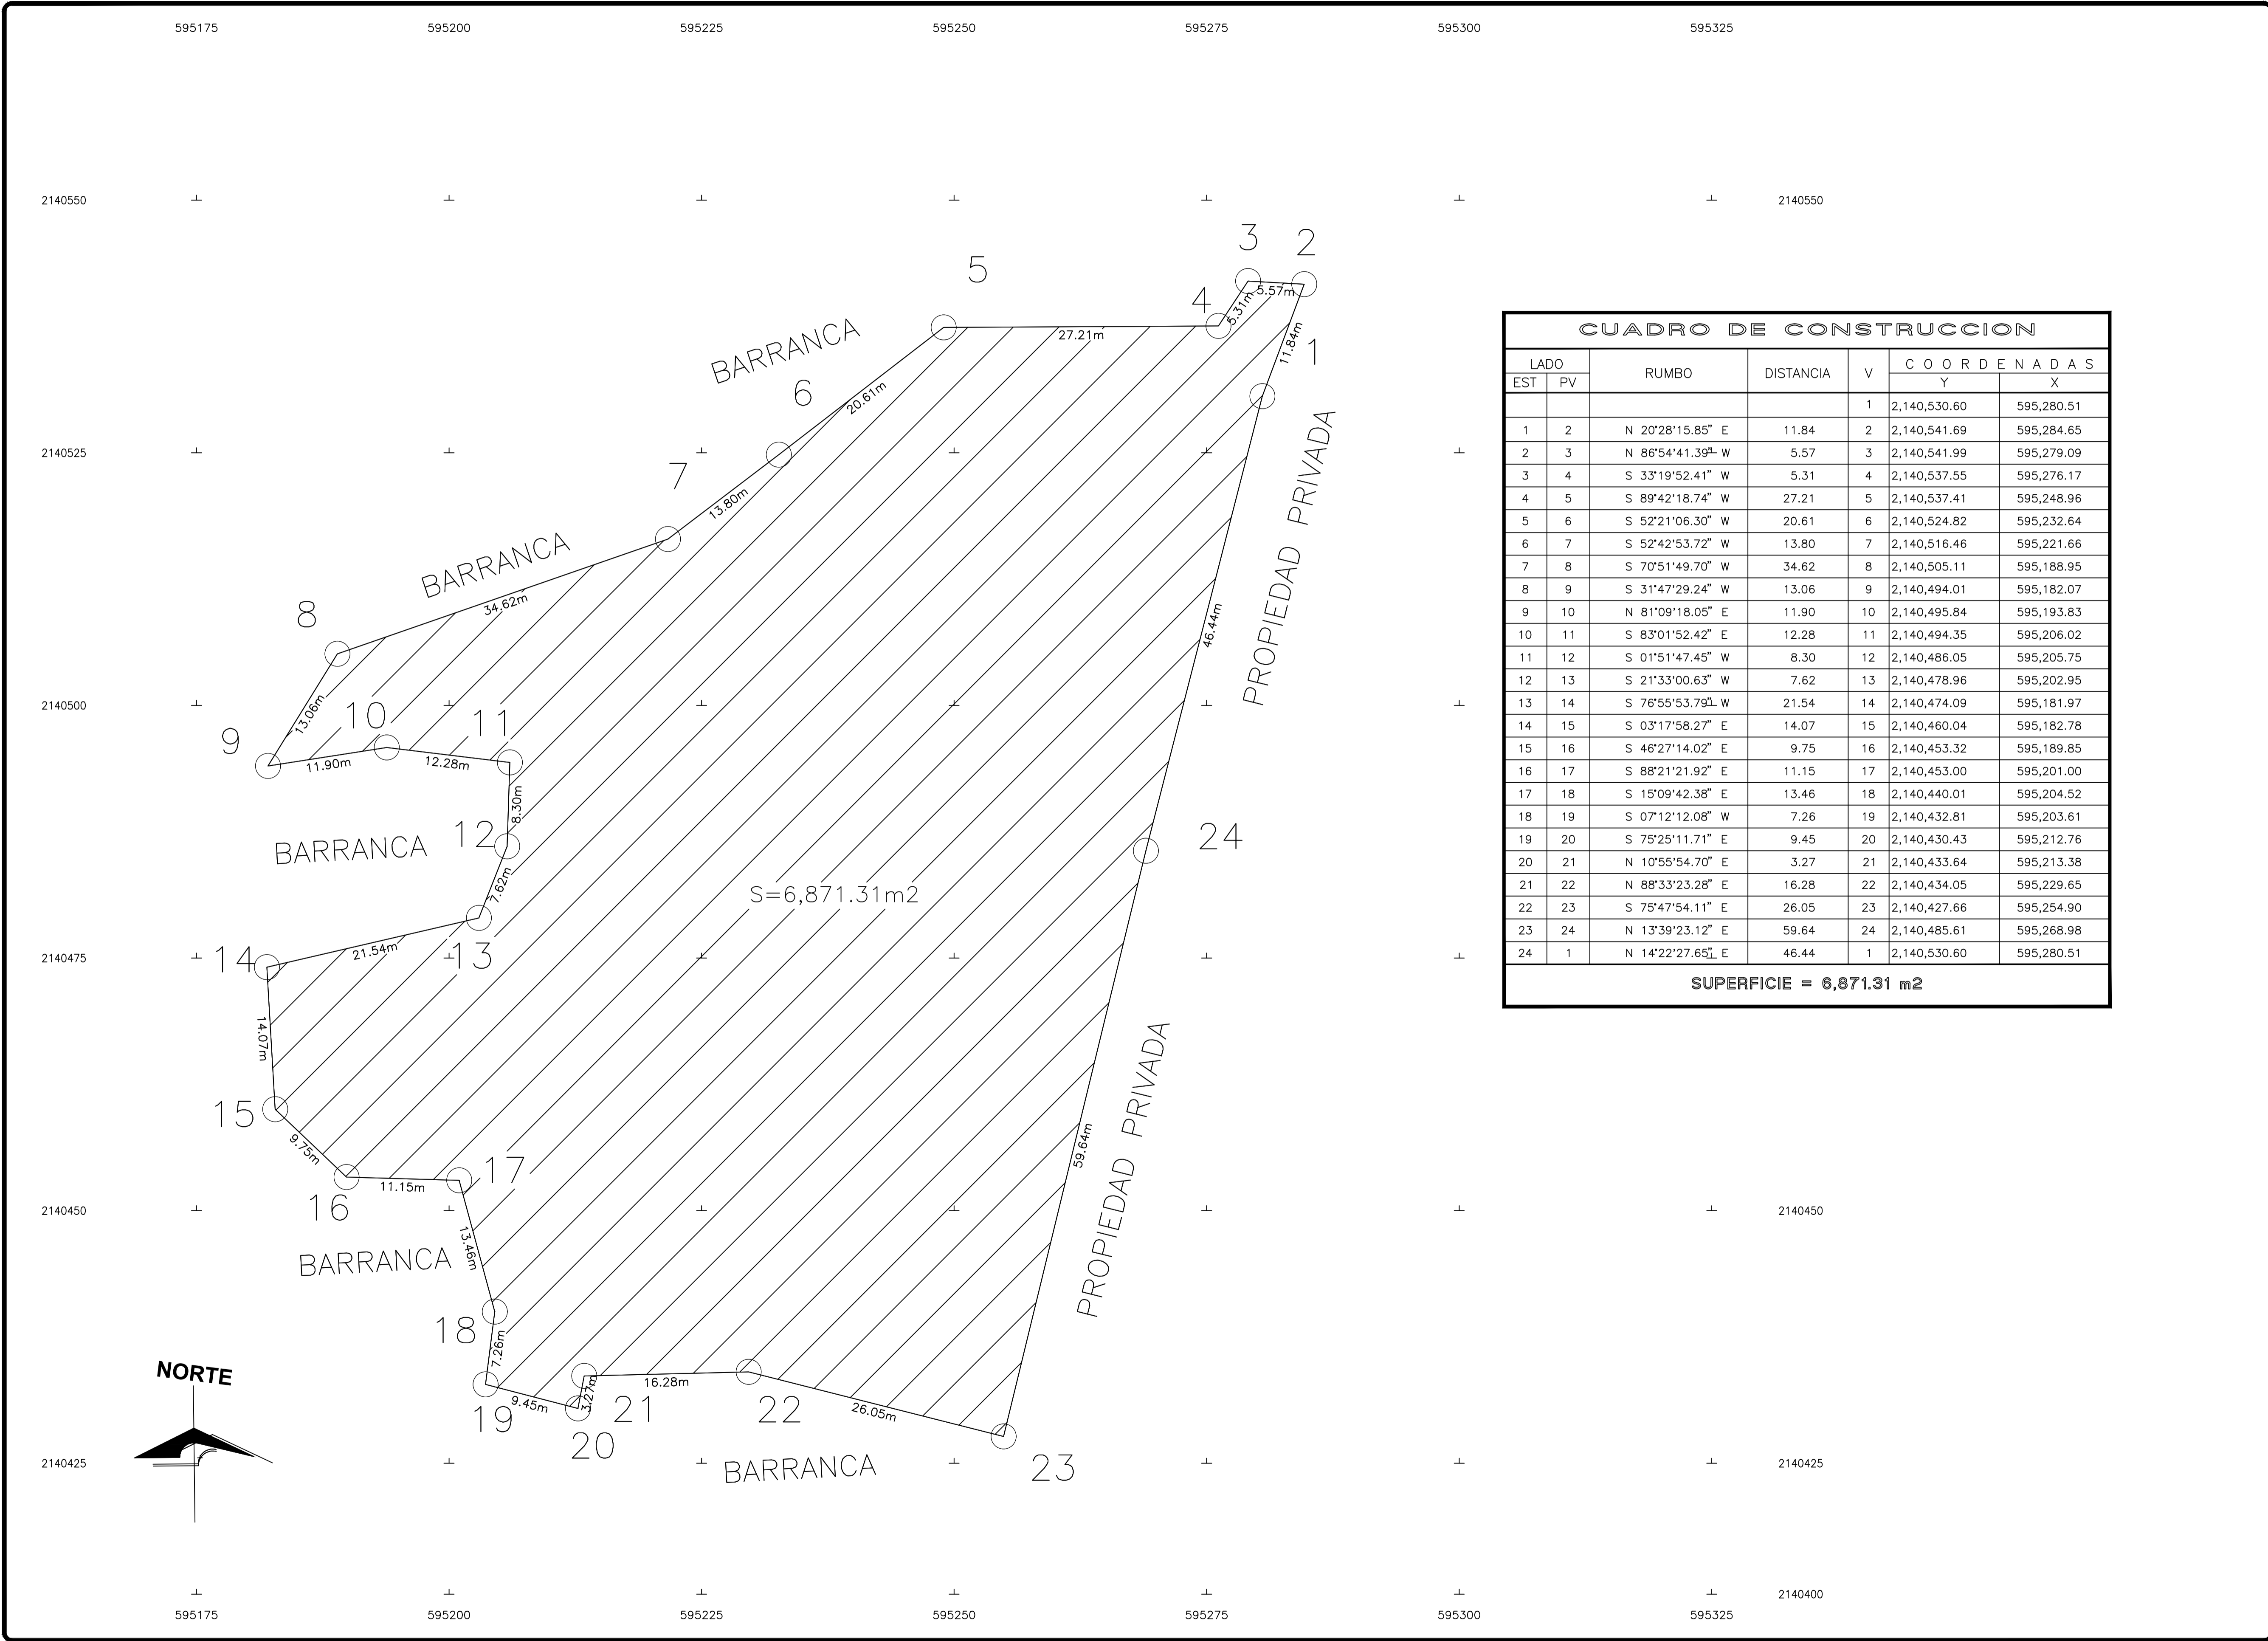 595175 595200 595225 595250 595275 595300 595325
2140550 2140550
3 2
5
4
5.57m
5.31m
27.21m
11.84m
1
BARRANCA
6
20.61m
2140525
7
13.80m
PROPIEDAD PRIVADA
BARRANCA
34.62m
8
46.44m
2140500
13.06m
10
11
9
11.90m
12.28m
8.30m
12
BARRANCA
24
7.62m
S=6,871.31m2
13
21.54m
14
2140475
14.07m
15
9.75m
PROPIEDAD PRIVADA
59.64m
17
11.15m
16
2140450 2140450
13.46m
BARRANCA
18
7.26m
NORTE
16.28m
3.27m
9.45m
19
21
22
26.05m
20
BARRANCA
23
2140425 2140425
2140400
595175 595200 595225 595250 595275 595300 595325
CUADRO DE CONSTRUCCION
LADO RUMBO DISTANCIA V COORDENADAS
EST PV Y X
1 2,140,530.60 595,280.51
1 2 N 20°28'15.85" E 11.84 2 2,140,541.69 595,284.65
2 3 N 86°54'41.39" W 5.57 3 2,140,541.99 595,279.09
3 4 S 33°19'52.41" W 5.31 4 2,140,537.55 595,276.17
4 5 S 89°42'18.74" W 27.21 5 2,140,537.41 595,248.96
5 6 S 52°21'06.30" W 20.61 6 2,140,524.82 595,232.64
6 7 S 52°42'53.72" W 13.80 7 2,140,516.46 595,221.66
7 8 S 70°51'49.70" W 34.62 8 2,140,505.11 595,188.95
8 9 S 31°47'29.24" W 13.06 9 2,140,494.01 595,182.07
9 10 N 81°09'18.05" E 11.90 10 2,140,495.84 595,193.83
10 11 S 83°01'52.42" E 12.28 11 2,140,494.35 595,206.02
11 12 S 01°51'47.45" W 8.30 12 2,140,486.05 595,205.75
12 13 S 21°33'00.63" W 7.62 13 2,140,478.96 595,202.95
13 14 S 76°55'53.79" W 21.54 14 2,140,474.09 595,181.97
14 15 S 03°17'58.27" E 14.07 15 2,140,460.04 595,182.78
15 16 S 46°27'14.02" E 9.75 16 2,140,453.32 595,189.85
16 17 S 88°21'21.92" E 11.15 17 2,140,453.00 595,201.00
17 18 S 15°09'42.38" E 13.46 18 2,140,440.01 595,204.52
18 19 S 07°12'12.08" W 7.26 19 2,140,432.81 595,203.61
19 20 S 75°25'11.71" E 9.45 20 2,140,430.43 595,212.76
20 21 N 10°55'54.70" E 3.27 21 2,140,433.64 595,213.38
21 22 N 88°33'23.28" E 16.28 22 2,140,434.05 595,229.65
22 23 S 75°47'54.11" E 26.05 23 2,140,427.66 595,254.90
23 24 N 13°39'23.12" E 59.64 24 2,140,485.61 595,268.98
24 1 N 14°22'27.65" E 46.44 1 2,140,530.60 595,280.51
SUPERFICIE = 6,871.31 m2